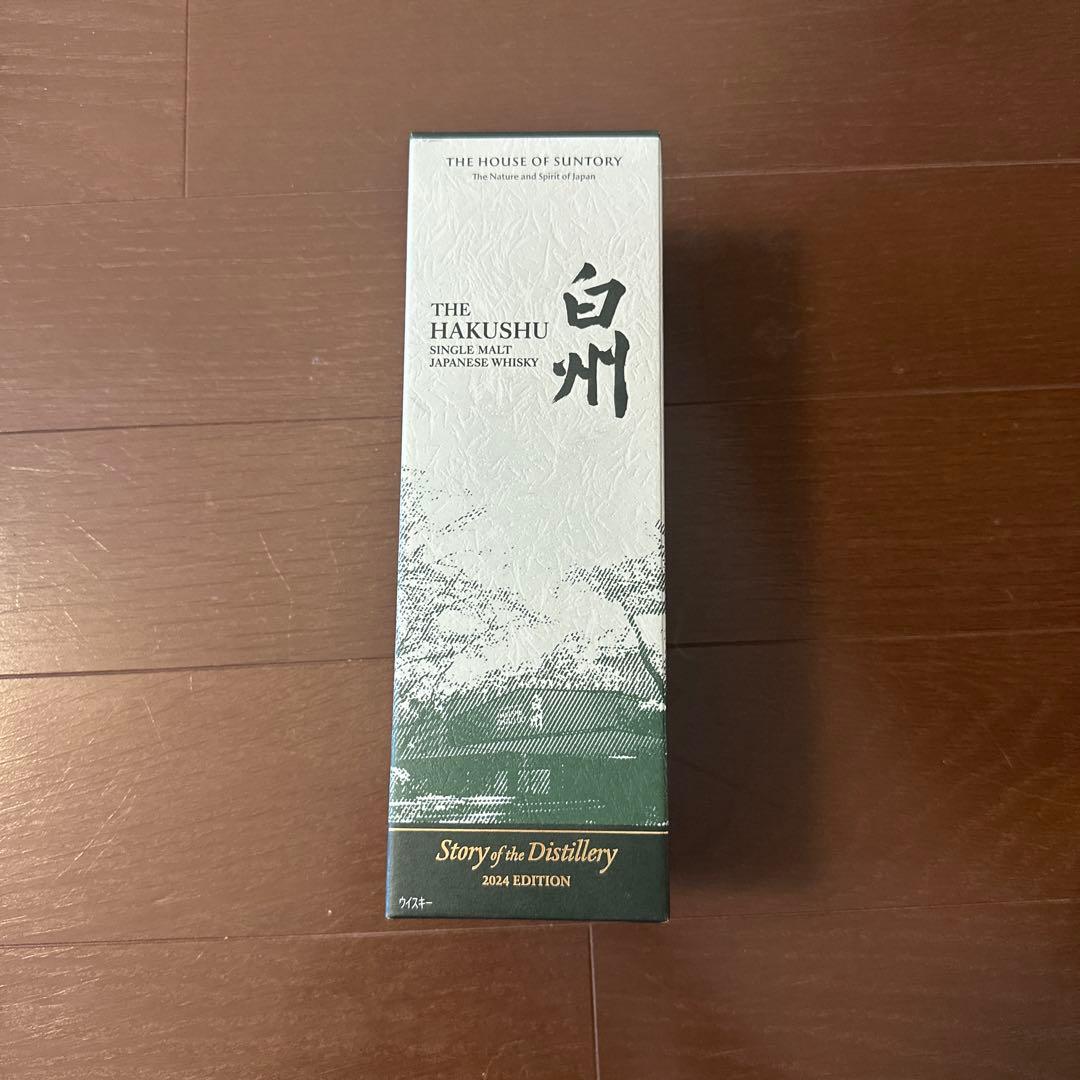 THE HOUSE OF SUNTORY
The Nature and Spirit of Japan
THE
HAKUSHU
SINGLE MALT
JAPANESE WHISKY
白州
Story of the Distillery
2024 EDITION
ウイスキー